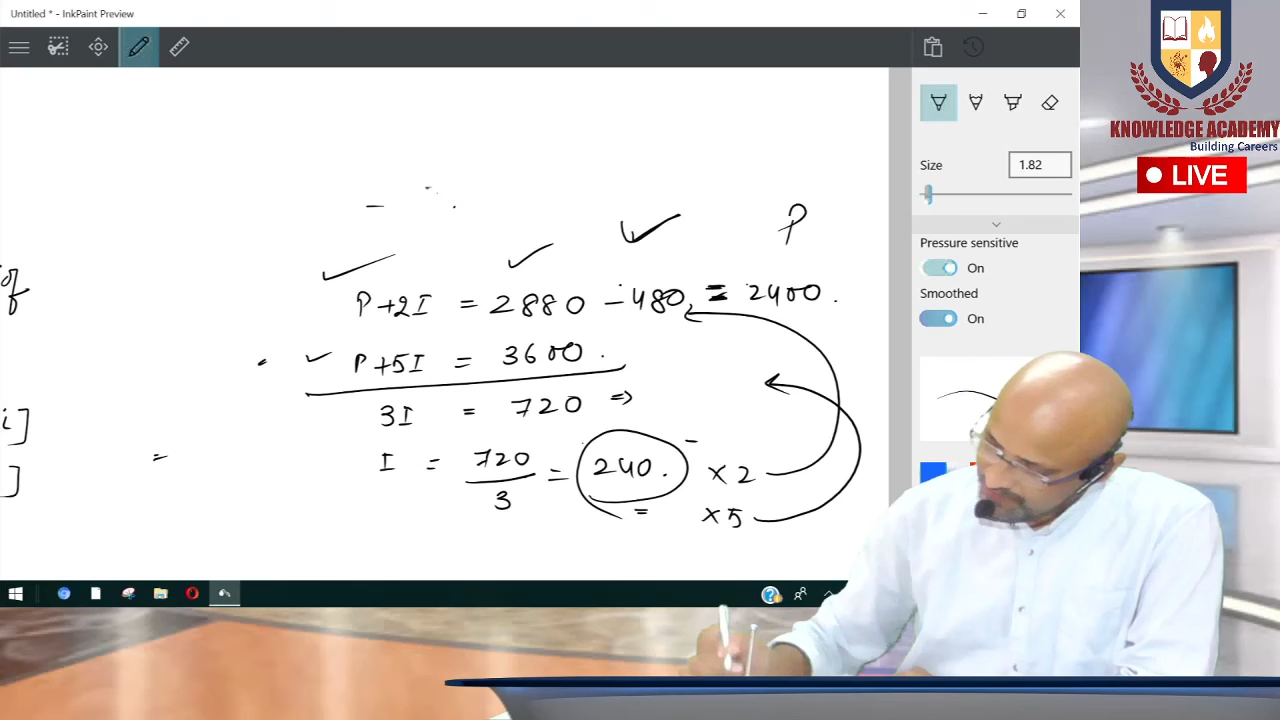 Untitled * - InkPaint Preview
KNOWLEDGE ACADEMY
Building Careers
LIVE
Size
1.82
Pressure sensitive
On
Smoothed
On
P
of
P+2I = 2880 - 480 = 2400.
P+5I = 3600.
3I = 720 ⇒
i]
]
=
I = 720/3 = 240. × 2
= × 5